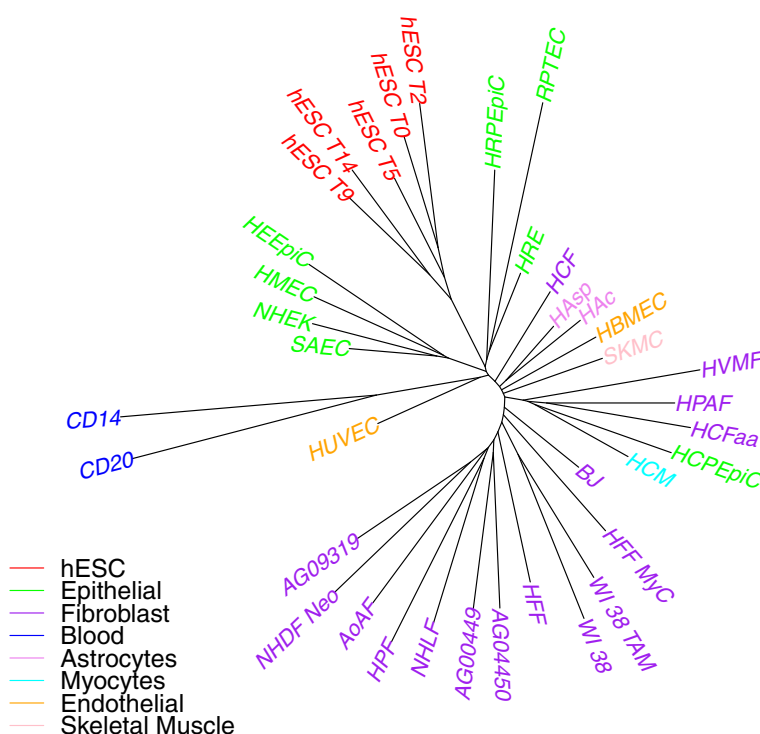 hESC T2
hESC T0
hESC T5
hESC T14
hESC T9
HRPEpiC
RPTEC
HRE
HCF
HAsp
HAc
HBMEC
SKMC
HEEpiC
HMEC
NHEK
SAEC
HVMF
HPAF
HCFaa
HCPEpiC
HCM
CD14
CD20
HUVEC
BJ
HFF MyC
WI 38 TAM
WI 38
HFF
AG04450
AG00449
NHLF
HPF
AoAF
NHDF Neo
AG09319
hESC
Epithelial
Fibroblast
Blood
Astrocytes
Myocytes
Endothelial
Skeletal Muscle